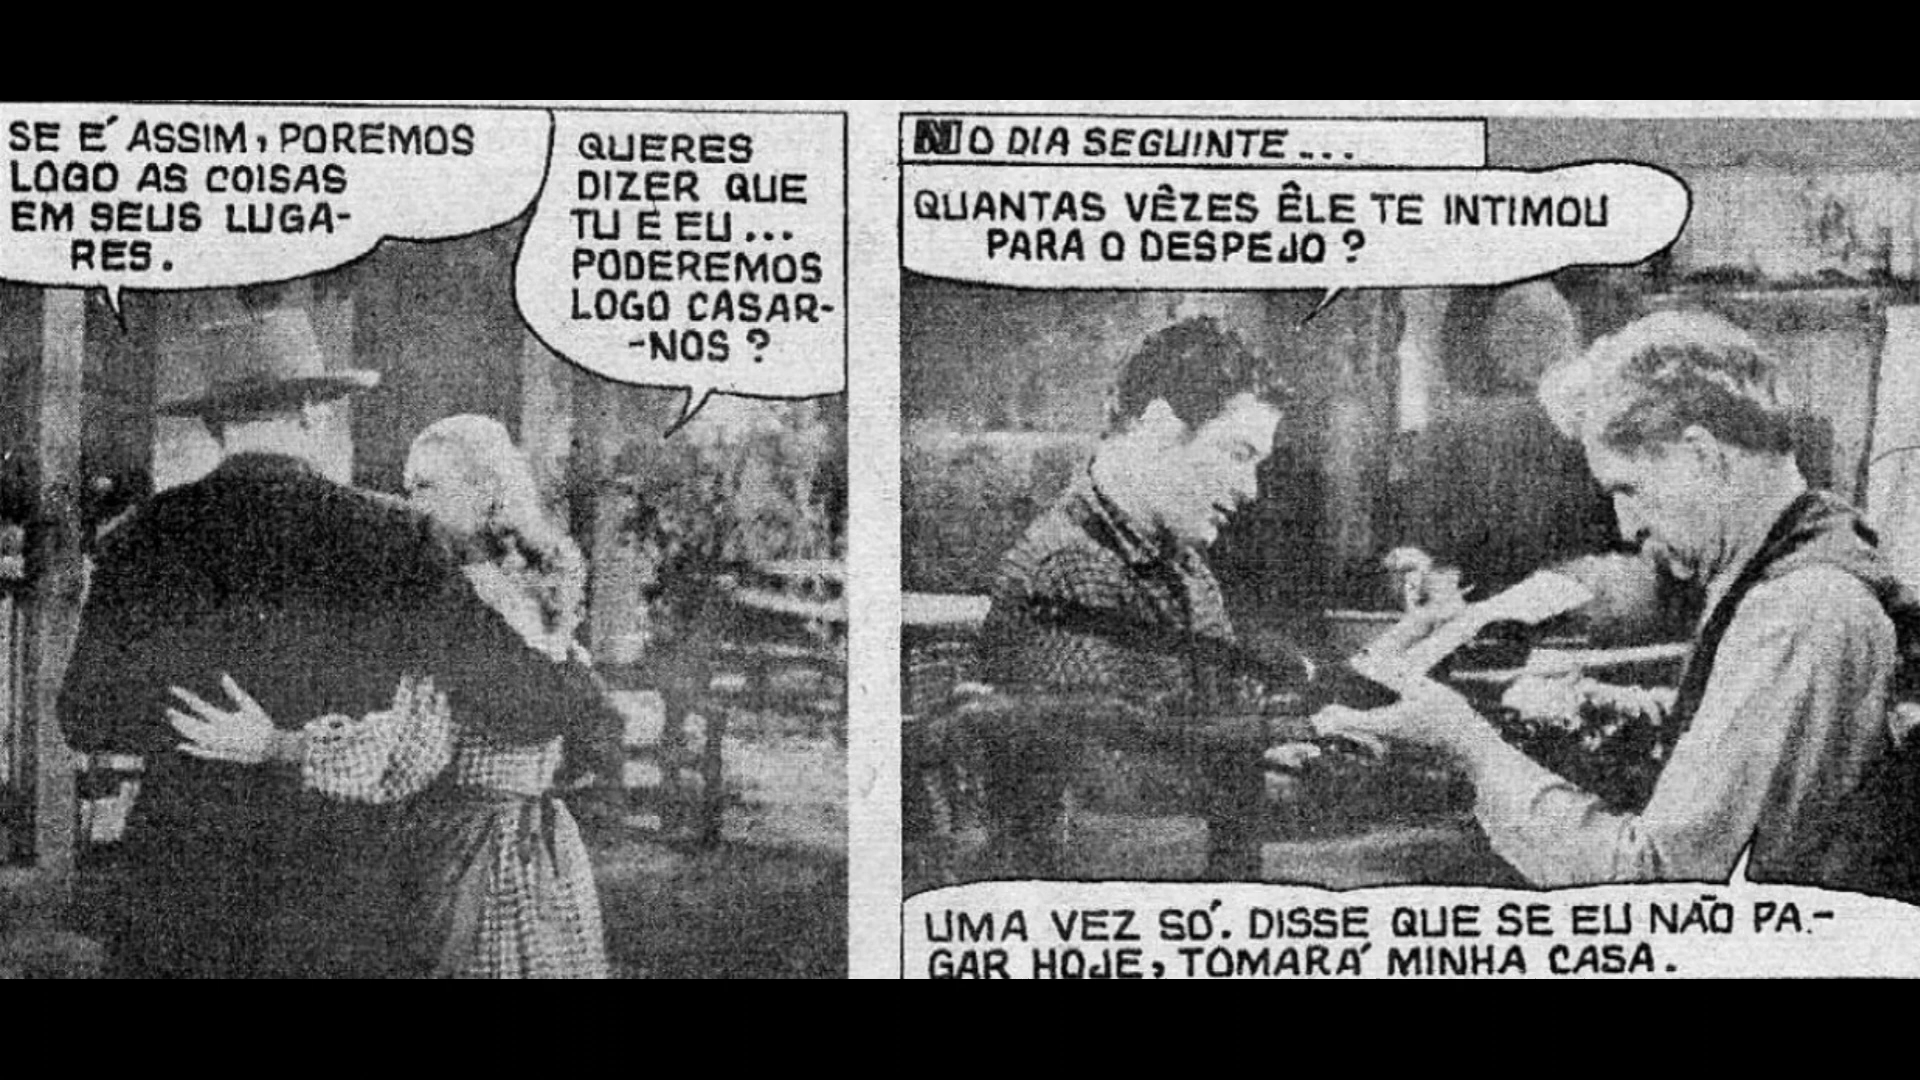 SE É ASSIM, POREMOS
LOGO AS COISAS
EM SEUS LUGA-
RES.
QUERES
DIZER QUE
TU E EU...
PODEREMOS
LOGO CASAR-
-NOS?
NO DIA SEGUINTE...
QUANTAS VÊZES ÊLE TE INTIMOU
PARA O DESPEJO?
UMA VEZ SÓ. DISSE QUE SE EU NÃO PA-
GAR HOJE, TOMARÁ MINHA CASA.